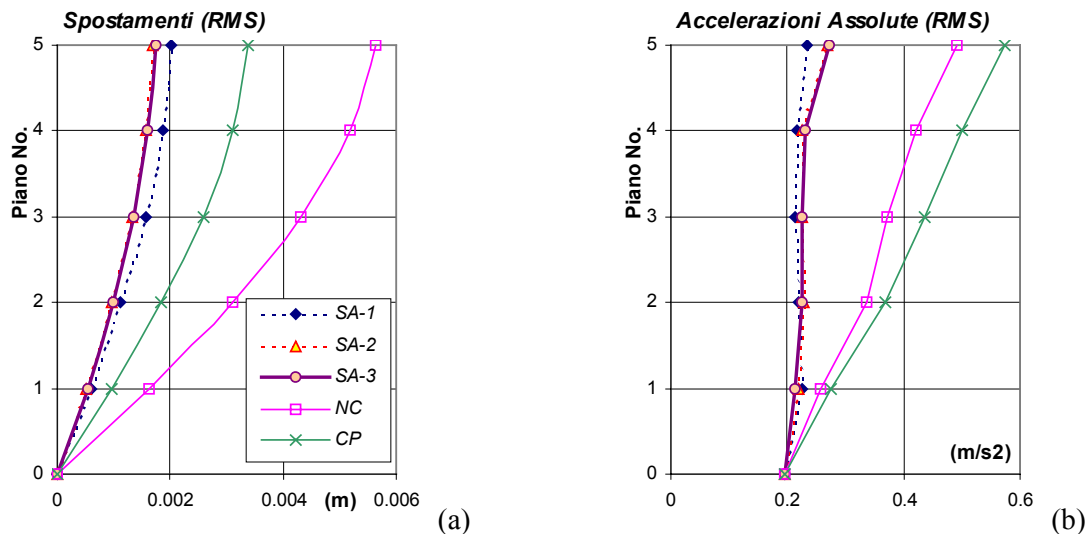 Spostamenti (RMS)
5
4
3
2
1
0
Piano No.
SA-1
SA-2
SA-3
NC
CP
0
0.002
(m)
0.004
0.006
(a)
Accelerazioni Assolute (RMS)
5
4
3
2
1
0
Piano No.
(m/s2)
0
0.2
0.4
0.6
(b)